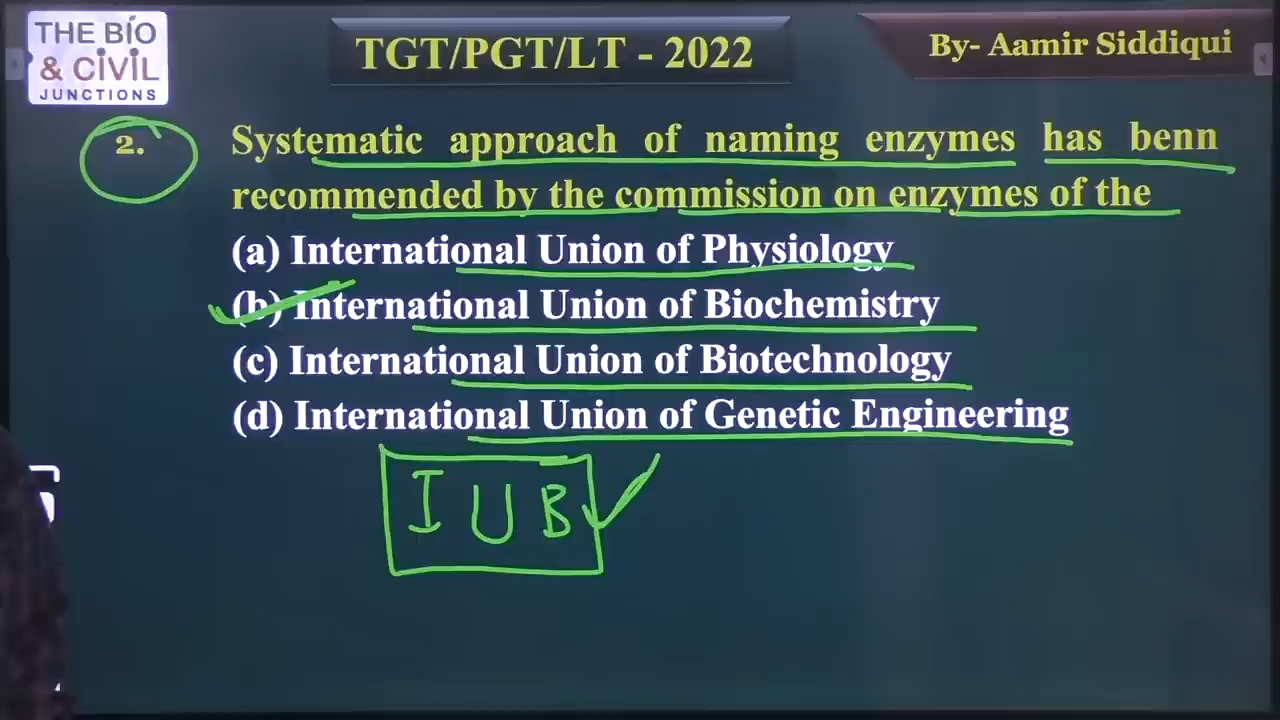 THE BIO
& CIVIL
JUNCTIONS
TGT/PGT/LT - 2022
By- Aamir Siddiqui
2. Systematic approach of naming enzymes has benn
recommended by the commission on enzymes of the
(a) International Union of Physiology
(b) International Union of Biochemistry
(c) International Union of Biotechnology
(d) International Union of Genetic Engineering
IUB